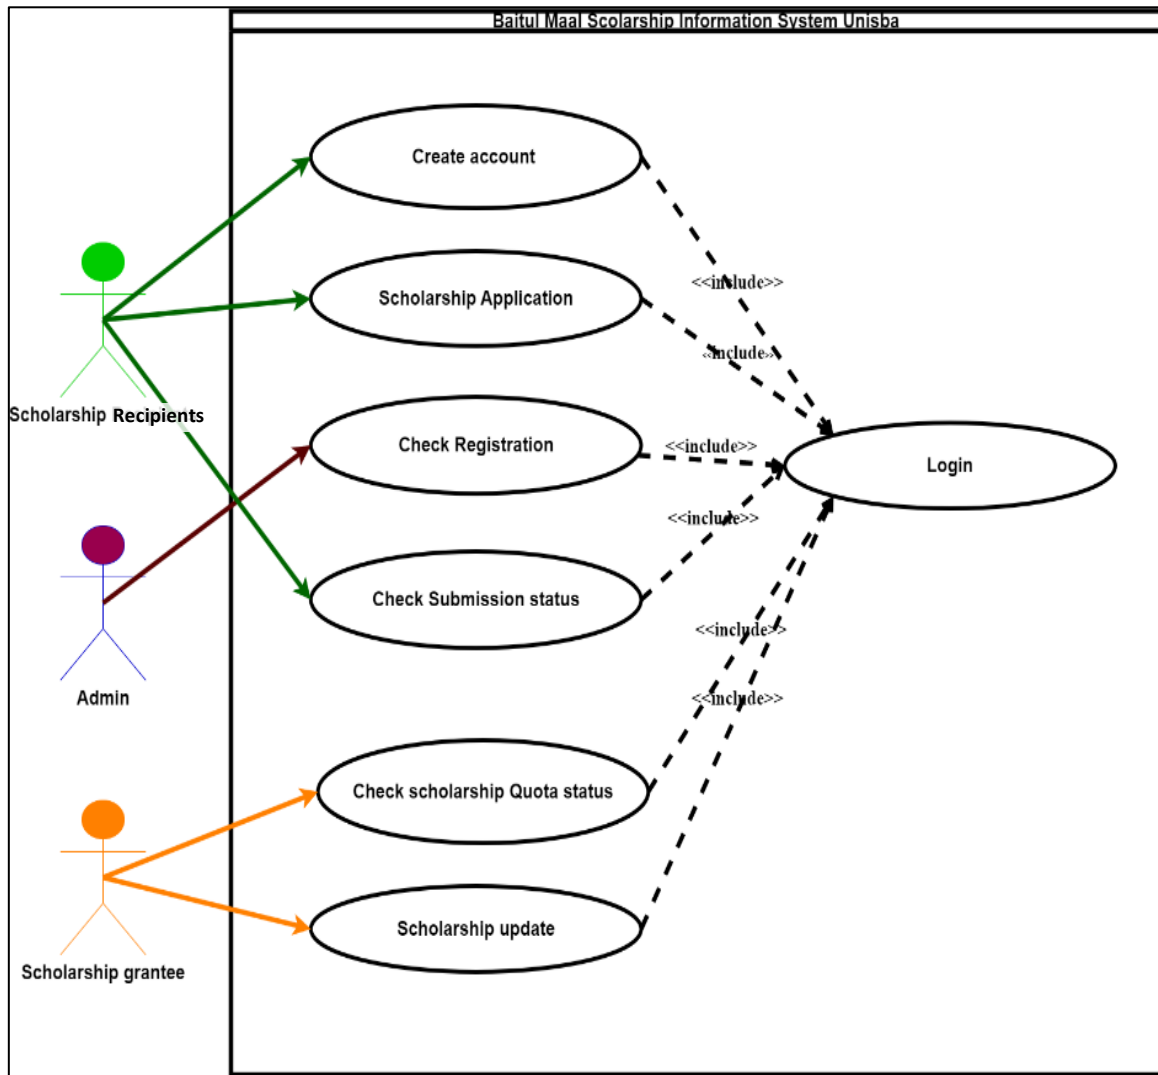 Baitul Maal Scolarship Information System Unisba
Create account
<<include>>
Scholarship Application
<<include>>
Scholarship Recipients
Check Registration
<<include>>
Login
<<include>>
Check Submission status
<<include>>
Admin
<<include>>
Check scholarship Quota status
Scholarship update
Scholarship grantee